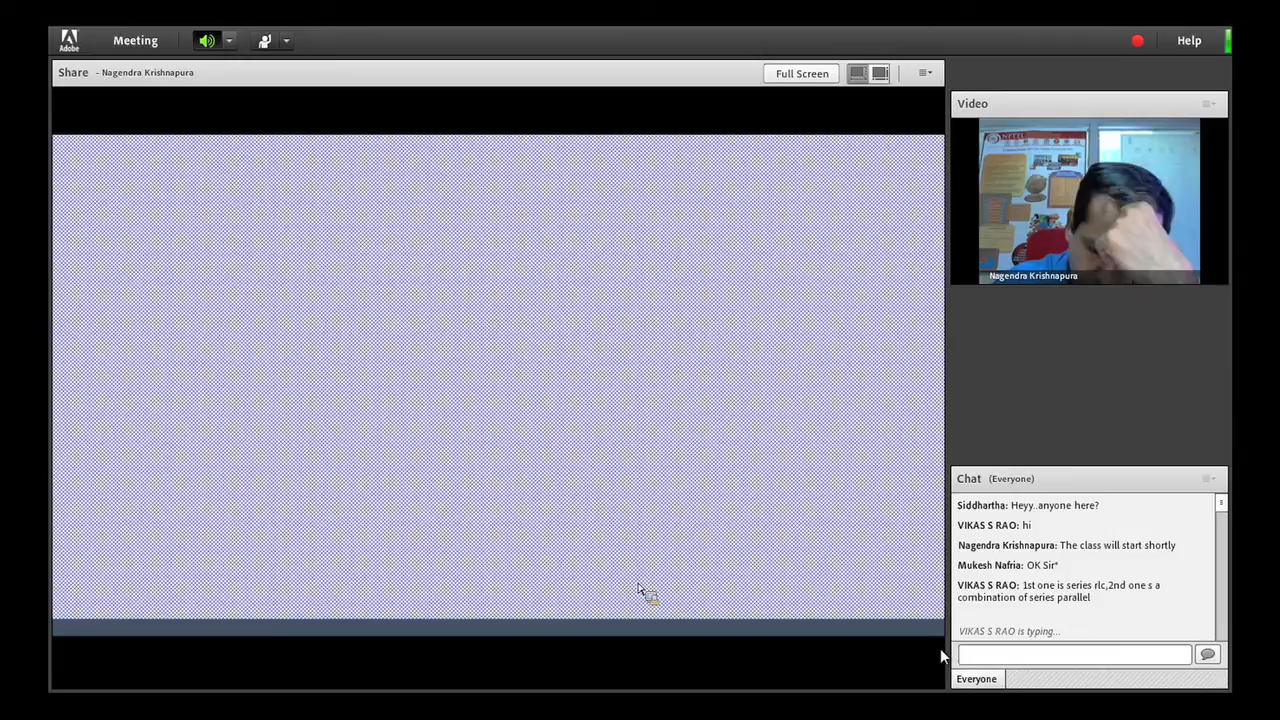 Adobe
Meeting
Help
Share - Nagendra Krishnapura
Full Screen
Video
NPTEL
Nagendra Krishnapura
Chat (Everyone)
Siddhartha: Heyy..anyone here?
VIKAS S RAO: hi
Nagendra Krishnapura: The class will start shortly
Mukesh Nafria: OK Sir*
VIKAS S RAO: 1st one is series rlc,2nd one s a
combination of series parallel
VIKAS S RAO is typing...
Everyone